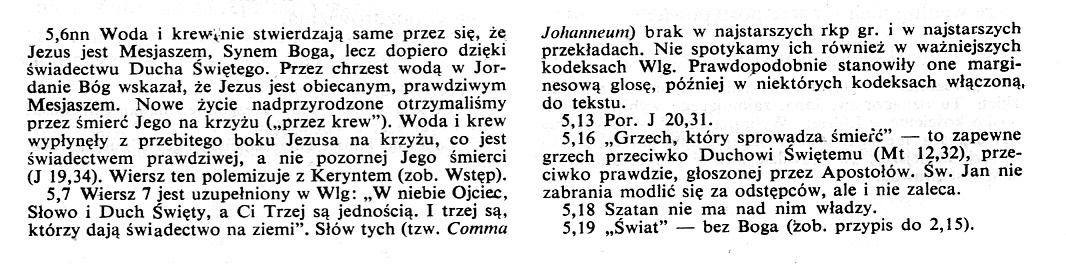 5,6nn Woda i krew nie stwierdzają same przez się, że
Jezus jest Mesjaszem, Synem Boga, lecz dopiero dzięki
świadectwu Ducha Świętego. Przez chrzest wodą w Jor-
danie Bóg wskazał, że Jezus jest obiecanym, prawdziwym
Mesjaszem. Nowe życie nadprzyrodzone otrzymaliśmy
przez śmierć Jego na krzyżu („przez krew”). Woda i krew
wypłynęły z przebitego boku Jezusa na krzyżu, co jest
świadectwem prawdziwej, a nie pozornej Jego śmierci
(J 19,34). Wiersz ten polemizuje z Keryntem (zob. Wstęp).
5,7 Wiersz 7 jest uzupełniony w Wlg: „W niebie Ojciec,
Słowo i Duch Święty, a Ci Trzej są jednością. I trzej są,
którzy dają świadectwo na ziemi”. Słów tych (tzw. Comma
Johanneum) brak w najstarszych rkp gr. i w najstarszych
przekładach. Nie spotykamy ich również w ważniejszych
kodeksach Wlg. Prawdopodobnie stanowiły one margi-
nesową glosę, później w niektórych kodeksach włączoną,
do tekstu.
5,13 Por. J 20,31.
5,16 „Grzech, który sprowadza śmierć” — to zapewne
grzech przeciwko Duchowi Świętemu (Mt 12,32), prze-
ciwko prawdzie, głoszonej przez Apostołów. Św. Jan nie
zabrania modlić się za odstępców, ale i nie zaleca.
5,18 Szatan nie ma nad nim władzy.
5,19 „Świat” — bez Boga (zob. przypis do 2,15).